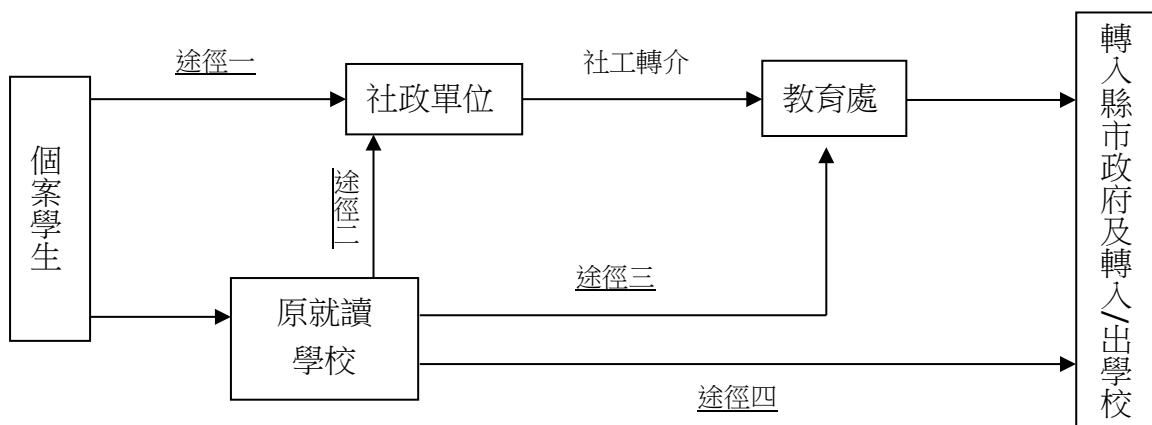 途徑一
社工轉介
社政單位
教育處
個案學生
途徑二
途徑三
原就讀
學校
途徑四
轉入縣市政府及轉入/出學校